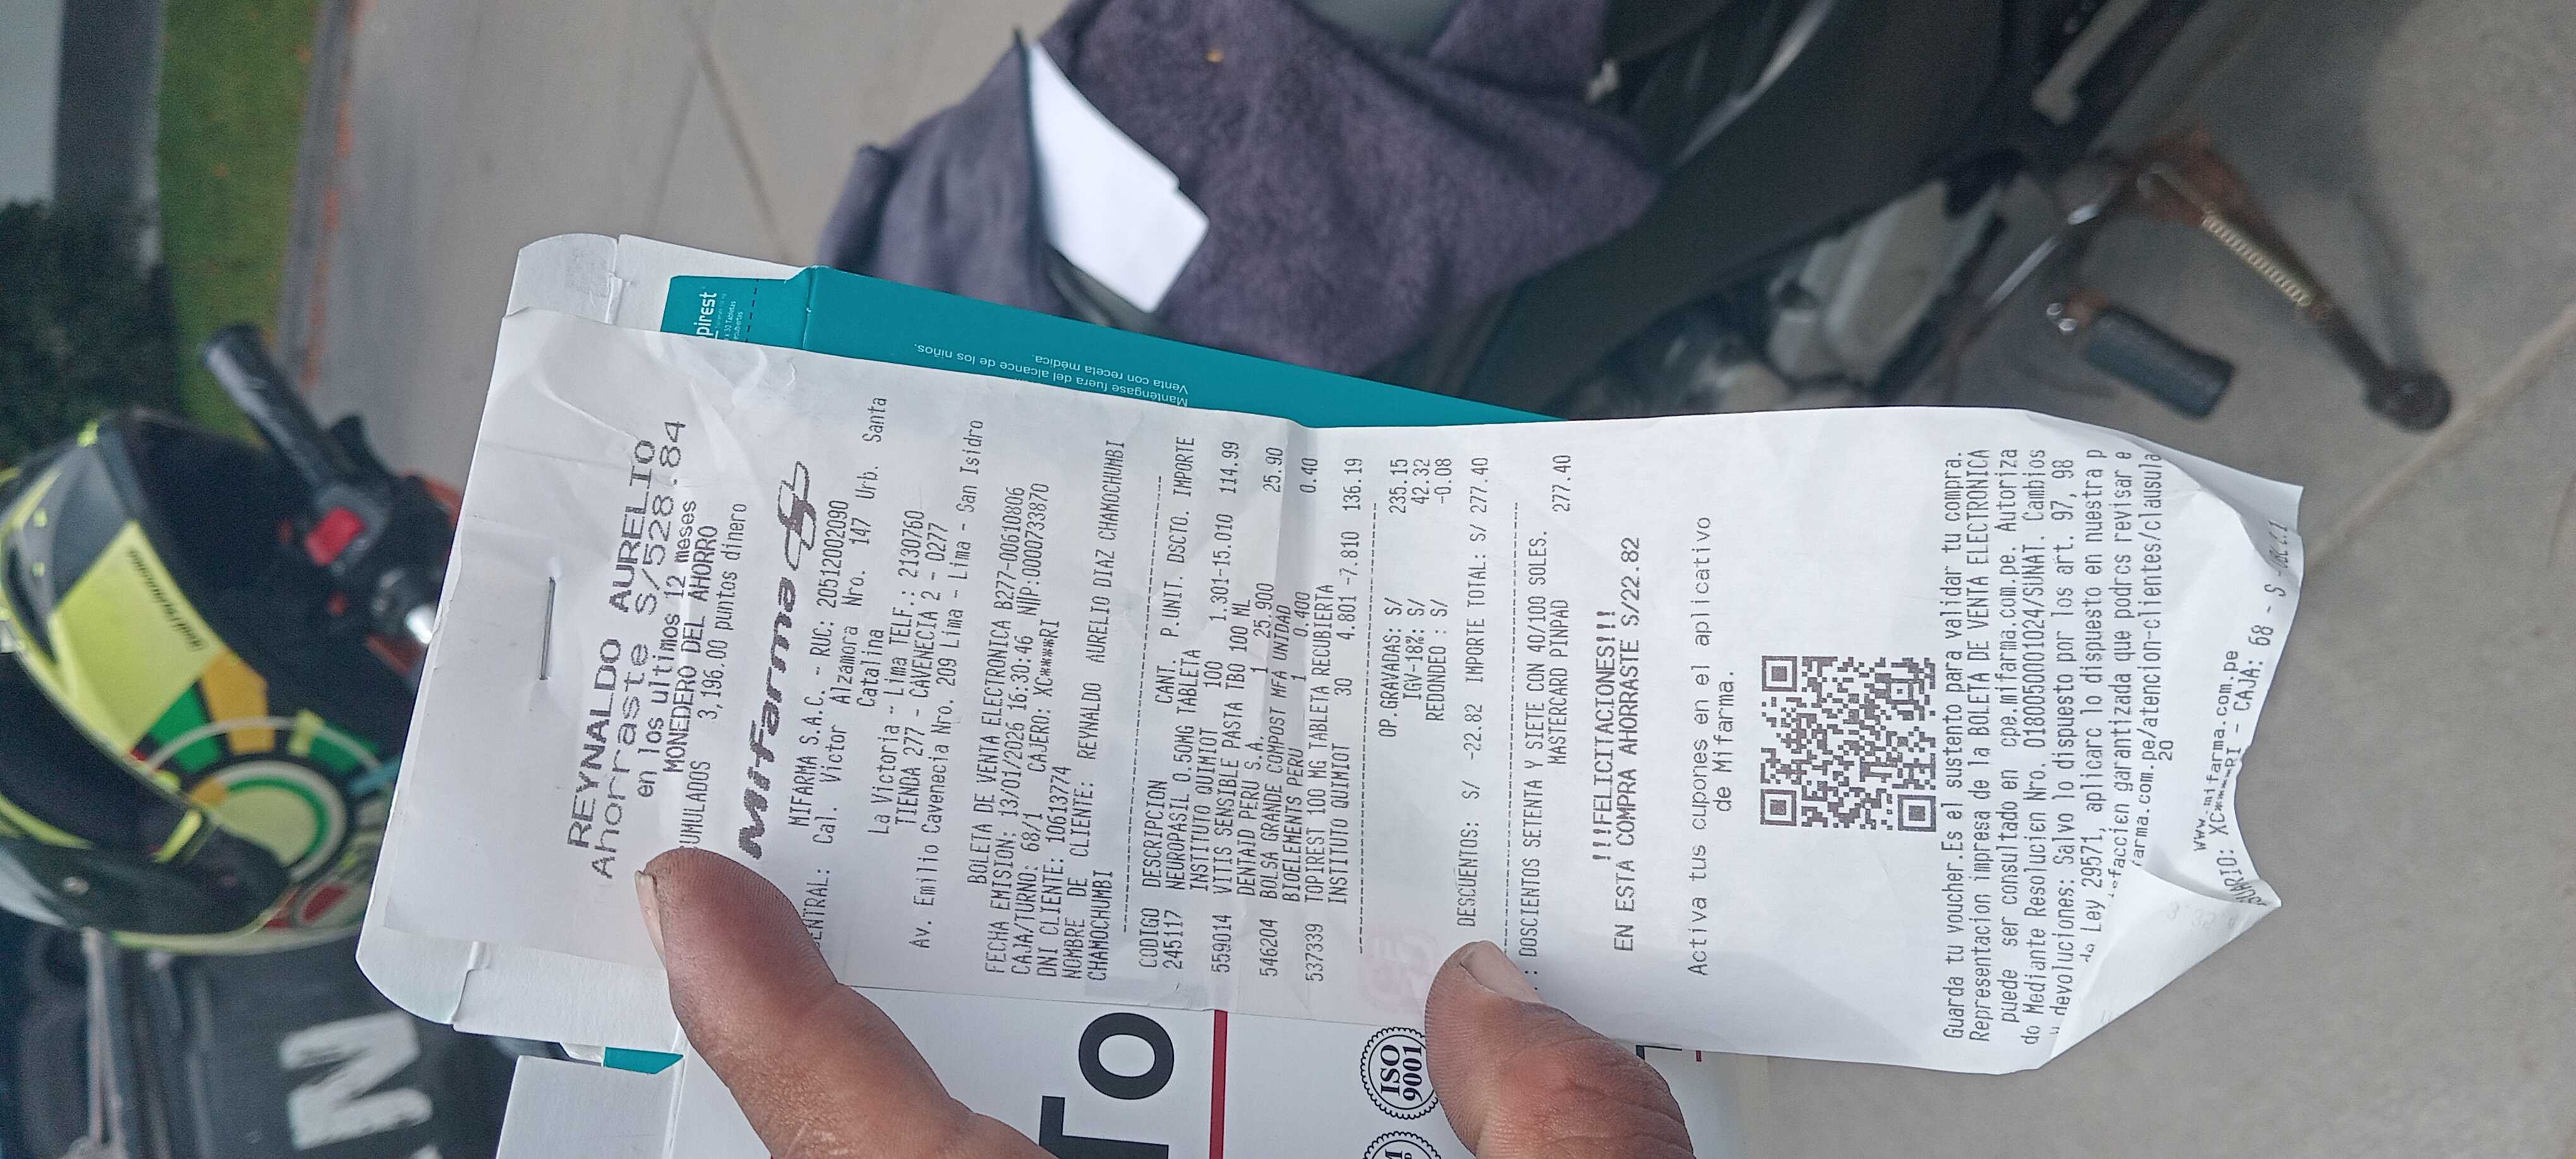 REYNALDO AURELIO
Ahorraste S/528.84
en los ultimos 12 meses
MONEDERO DEL AHORRO
UMULADOS 3,196.00 puntos dinero
Mifarma
MIFARMA S.A.C. - RUC: 20512002090
ENTRAL: Cal. Victor Alzamora Nro. 147 Urb. Santa
Catalina
La Victoria - Lima TELF.: 2130760
TIENDA 277 - CAVENECIA 2 - 0277
Av. Emilio Cavenecia Nro. 209 Lima - Lima - San Isidro
BOLETA DE VENTA ELECTRONICA B277-00610806
FECHA EMISION: 13/01/2026 16:30:46 NIP:0000733870
CAJA/TURNO: 68/1 CAJERO: XC*****RI
DNI CLIENTE: 10613774
NOMBRE DE CLIENTE: REYNALDO AURELIO DIAZ CHAMOCHUMBI
CHAMOCHUMBI
CODIGO DESCRIPCION CANT. P.UNIT. DSCTO. IMPORTE
245117 NEUROPASIL 0.50MG TABLETA
INSTITUTO QUIMIOT 100 1.301-15.010 114.99
559014 VITIS SENSIBLE PASTA TBO 100 ML
DENTAID PERU S.A. 1 25.900 25.90
546204 BOLSA GRANDE COMPOST MFA UNIDAD
BIOELEMENTS PERU 1 0.400 0.40
537339 TOPIREST 100 MG TABLETA RECUBIERTA
INSTITUTO QUIMIOT 30 4.801 -7.810 136.19
OP.GRAVADAS: S/ 235.15
IGV-18%: S/ 42.32
REDONDEO : S/ -0.08
DESCUENTOS: S/ -22.82 IMPORTE TOTAL: S/ 277.40
: DOSCIENTOS SETENTA Y SIETE CON 40/100 SOLES.
MASTERCARD PINPAD 277.40
!!!FELICITACIONES!!!
EN ESTA COMPRA AHORRASTE S/22.82
Activa tus cupones en el aplicativo
de Mifarma.
Guarda tu voucher.Es el sustento para validar tu compra.
Representacion impresa de la BOLETA DE VENTA ELECTRONICA
puede ser consultado en cpe.mifarma.com.pe. Autoriza
do Mediante Resolucien Nro. 0180050001024/SUNAT. Cambios
y devoluciones: Salvo lo dispuesto por los art. 97, 98
de Ley 29571, aplicarc lo dispuesto en nuestra p
efaccien garantizada que podrcs revisar e
farma.com.pe/atencion-clientes/clausula
20
www.mifarma.com.pe
SUARIO: XC*****RI - CAJA: 68 - S
pirest
Manténgase fuera del alcance de los niños.
Venta con receta médica.
To
ISO
9001
N